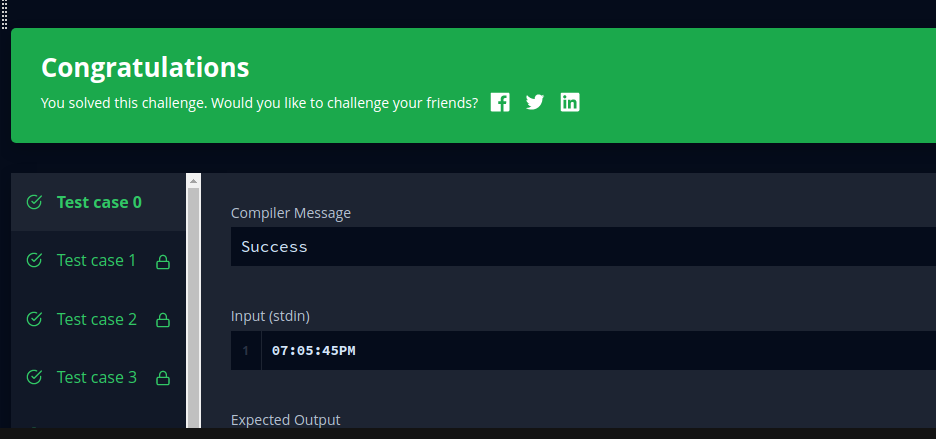 Congratulations
You solved this challenge. Would you like to challenge your friends?
Test case 0
Test case 1
Test case 2
Test case 3
Compiler Message
Success
Input (stdin)
1 07:05:45PM
Expected Output